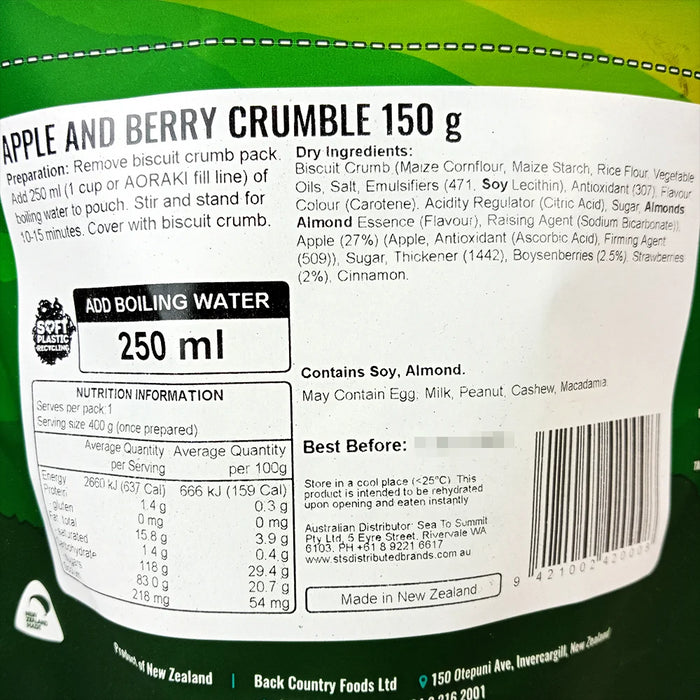 APPLE AND BERRY CRUMBLE 150 g
Preparation: Remove biscuit crumb pack.
Add 250 ml (1 cup or AORAKI fill line) of
boiling water to pouch. Stir and stand for
10-15 minutes. Cover with biscuit crumb.
Dry Ingredients:
Biscuit Crumb (Maize Cornflour, Maize Starch, Rice Flour, Vegetable
Oils, Salt, Emulsifiers (471, Soy Lecithin), Antioxidant (307), Flavour
Colour (Carotene), Acidity Regulator (Citric Acid), Sugar, Almonds
Almond Essence (Flavour), Raising Agent (Sodium Bicarbonate)),
Apple (27%) (Apple, Antioxidant (Ascorbic Acid), Firming Agent
(509)), Sugar, Thickener (1442), Boysenberries (2.5%), Strawberries
(2%), Cinnamon.
ADD BOILING WATER
250 ml
SOFT
PLASTIC
RECYCLING
Contains Soy, Almond.
May Contain Egg, Milk, Peanut, Cashew, Macadamia.
NUTRITION INFORMATION
Serves per pack: 1
Serving size 400 g (once prepared)
Average Quantity Average Quantity
per Serving per 100g
Energy 2660 kJ (637 Cal) 666 kJ (159 Cal)
Protein 1.4 g 0.3 g
gluten 0 mg 0 mg
Fat, total 15.8 g 3.9 g
saturated 1.4 g 0.4 g
118 g 29.4 g
83.0 g 20.7 g
218 mg 54 mg
Best Before:
Store in a cool place (<25°C) This
product is intended to be rehydrated
upon opening and eaten instantly
Australian Distributor: Sea To Summit
Pty Ltd, 5 Eyre Street, Rivervale WA
6103. PH +61 8 9221 6617
www.stsdistributedbrands.com.au
Made in New Zealand
9 421002 420008
NEW
ZEALAND
MADE
Product of New Zealand | Back Country Foods Ltd 150 Otepuni Ave, Invercargill, New Zealand
216 2001